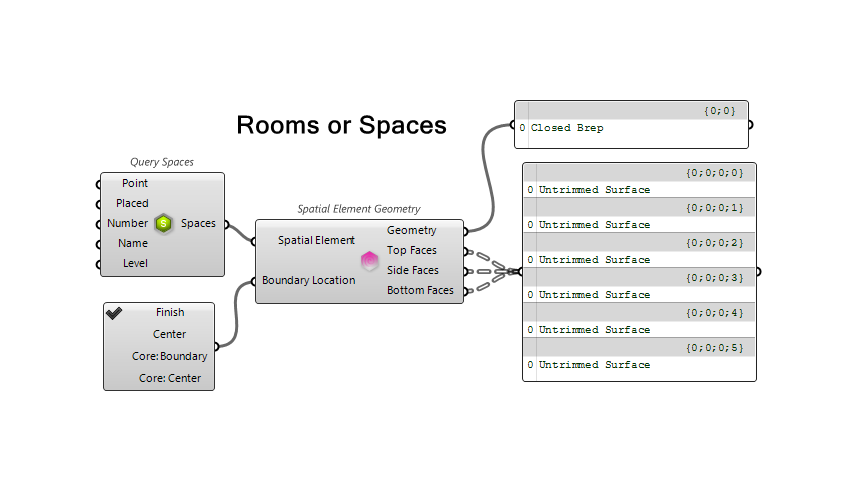 Rooms or Spaces
Query Spaces
Point
Placed
Number
Name
Level
S
Spaces
Finish
Center
Core:Boundary
Core: Center
Spatial Element Geometry
Spatial Element
Boundary Location
Geometry
Top Faces
Side Faces
Bottom Faces
{0;0}
0 Closed Brep
{0;0;0;0}
0 Untrimmed Surface
{0;0;0;1}
0 Untrimmed Surface
{0;0;0;2}
0 Untrimmed Surface
{0;0;0;3}
0 Untrimmed Surface
{0;0;0;4}
0 Untrimmed Surface
{0;0;0;5}
0 Untrimmed Surface